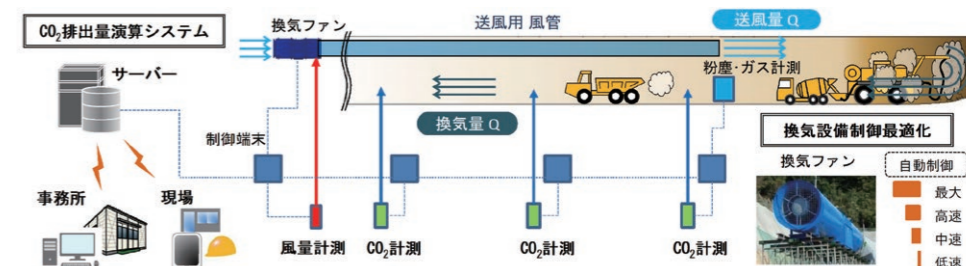 CO₂排出量演算システム
サーバー
事務所
現場
換気ファン
送風用 風管
送風量 Q
粉塵・ガス計測
換気量 Q
制御端末
風量計測
CO₂計測
CO₂計測
CO₂計測
換気設備制御最適化
換気ファン
自動制御
最大
高速
中速
低速